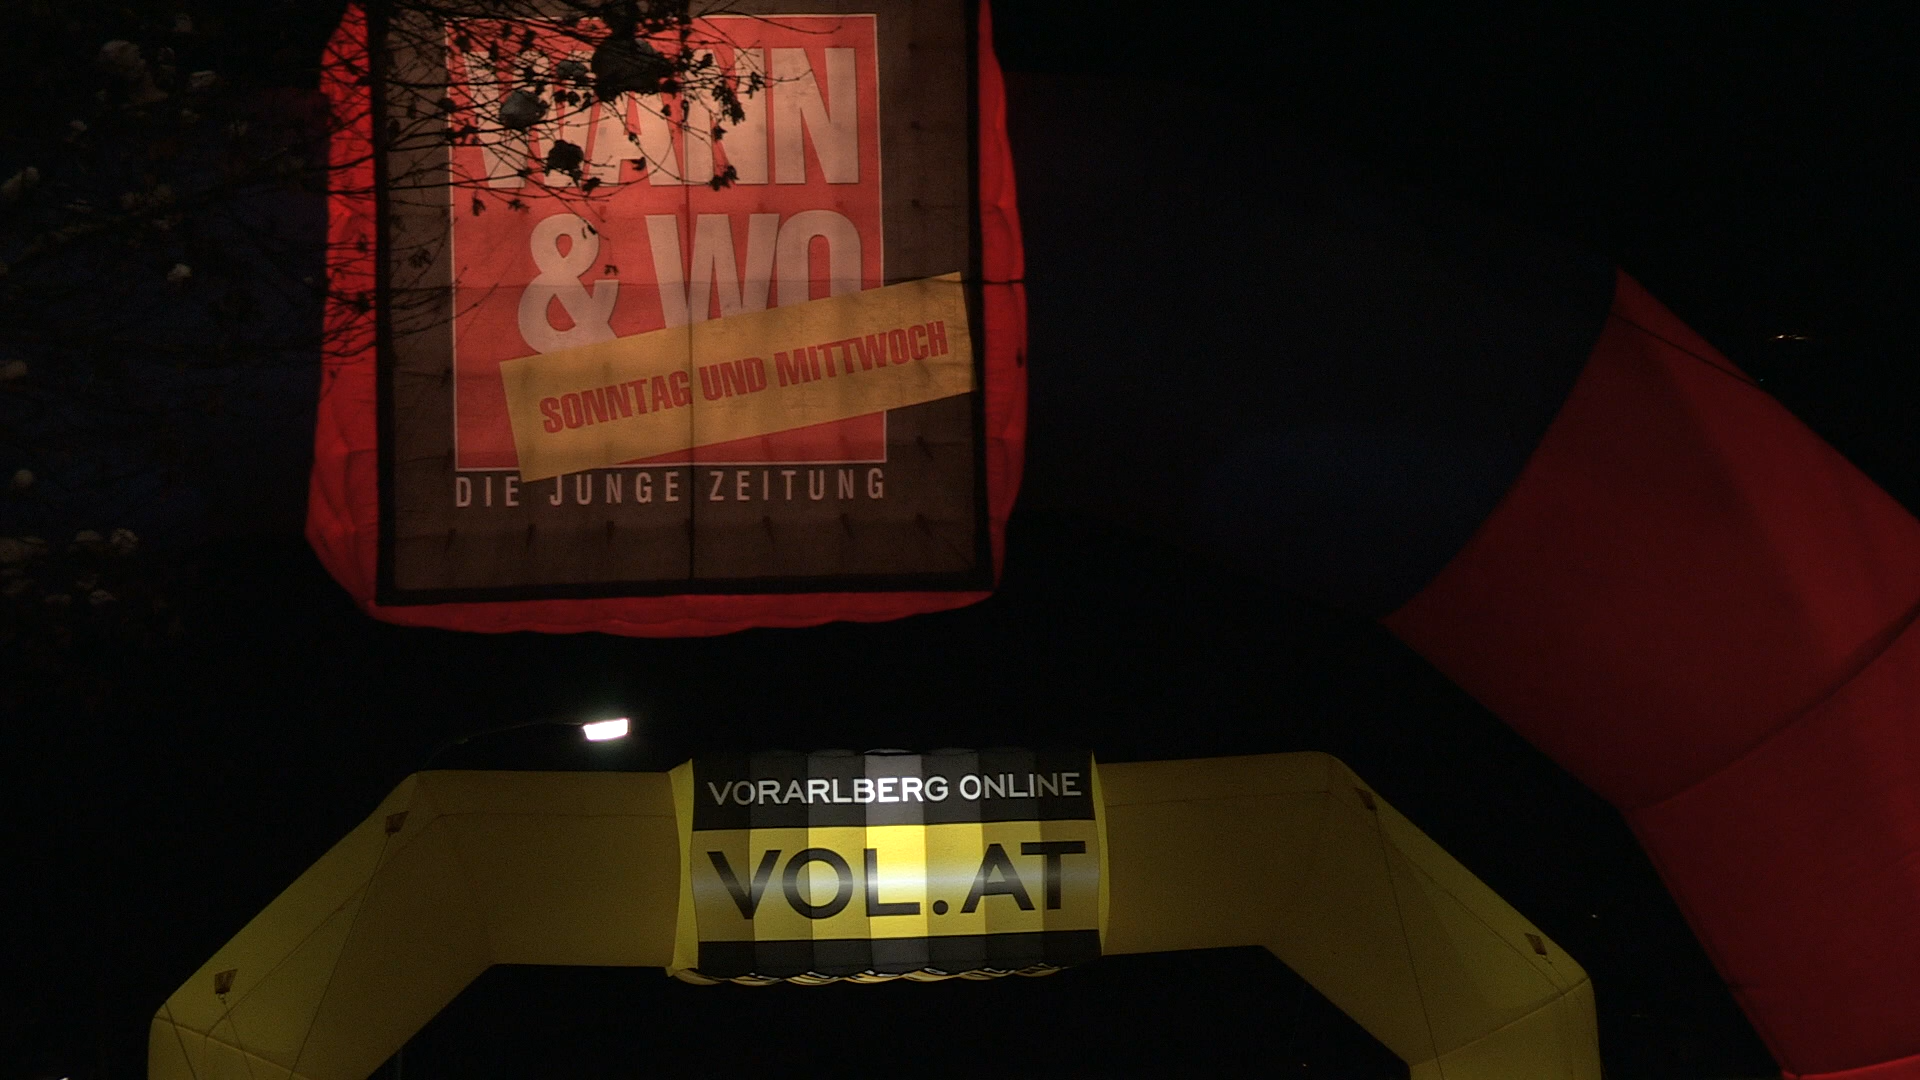 WANN
& WO
SONNTAG UND MITTWOCH
DIE JUNGE ZEITUNG
VORARLBERG ONLINE
VOL.AT